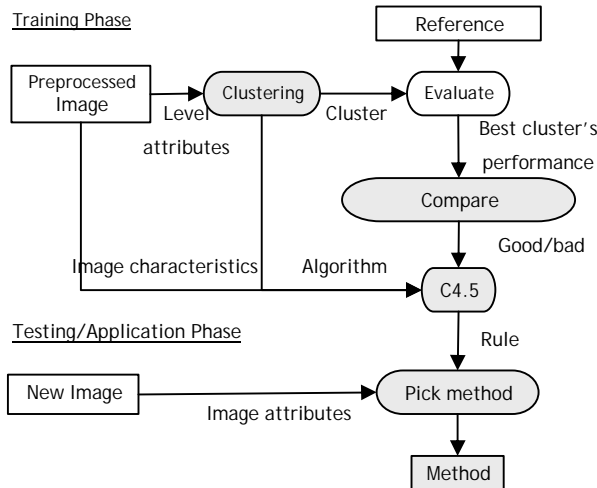 Training Phase
Reference
Preprocessed
Image
Clustering
Evaluate
Level
attributes
Cluster
Best cluster's
performance
Compare
Good/bad
Image characteristics
Algorithm
C4.5
Testing/Application Phase
Rule
New Image
Pick method
Image attributes
Method